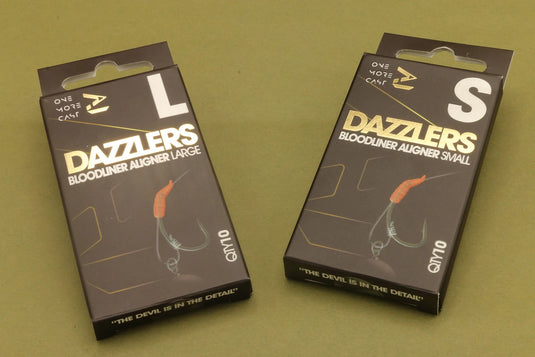 ONE
MORE
CAST
L
DAZZLERS
BLOODLINER ALIGNER LARGE
QTY10
"THE DEVIL IS IN THE DETAIL"
ONE
MORE
CAST
S
DAZZLERS
BLOODLINER ALIGNER SMALL
QTY10
"THE DEVIL IS IN THE DETAIL"